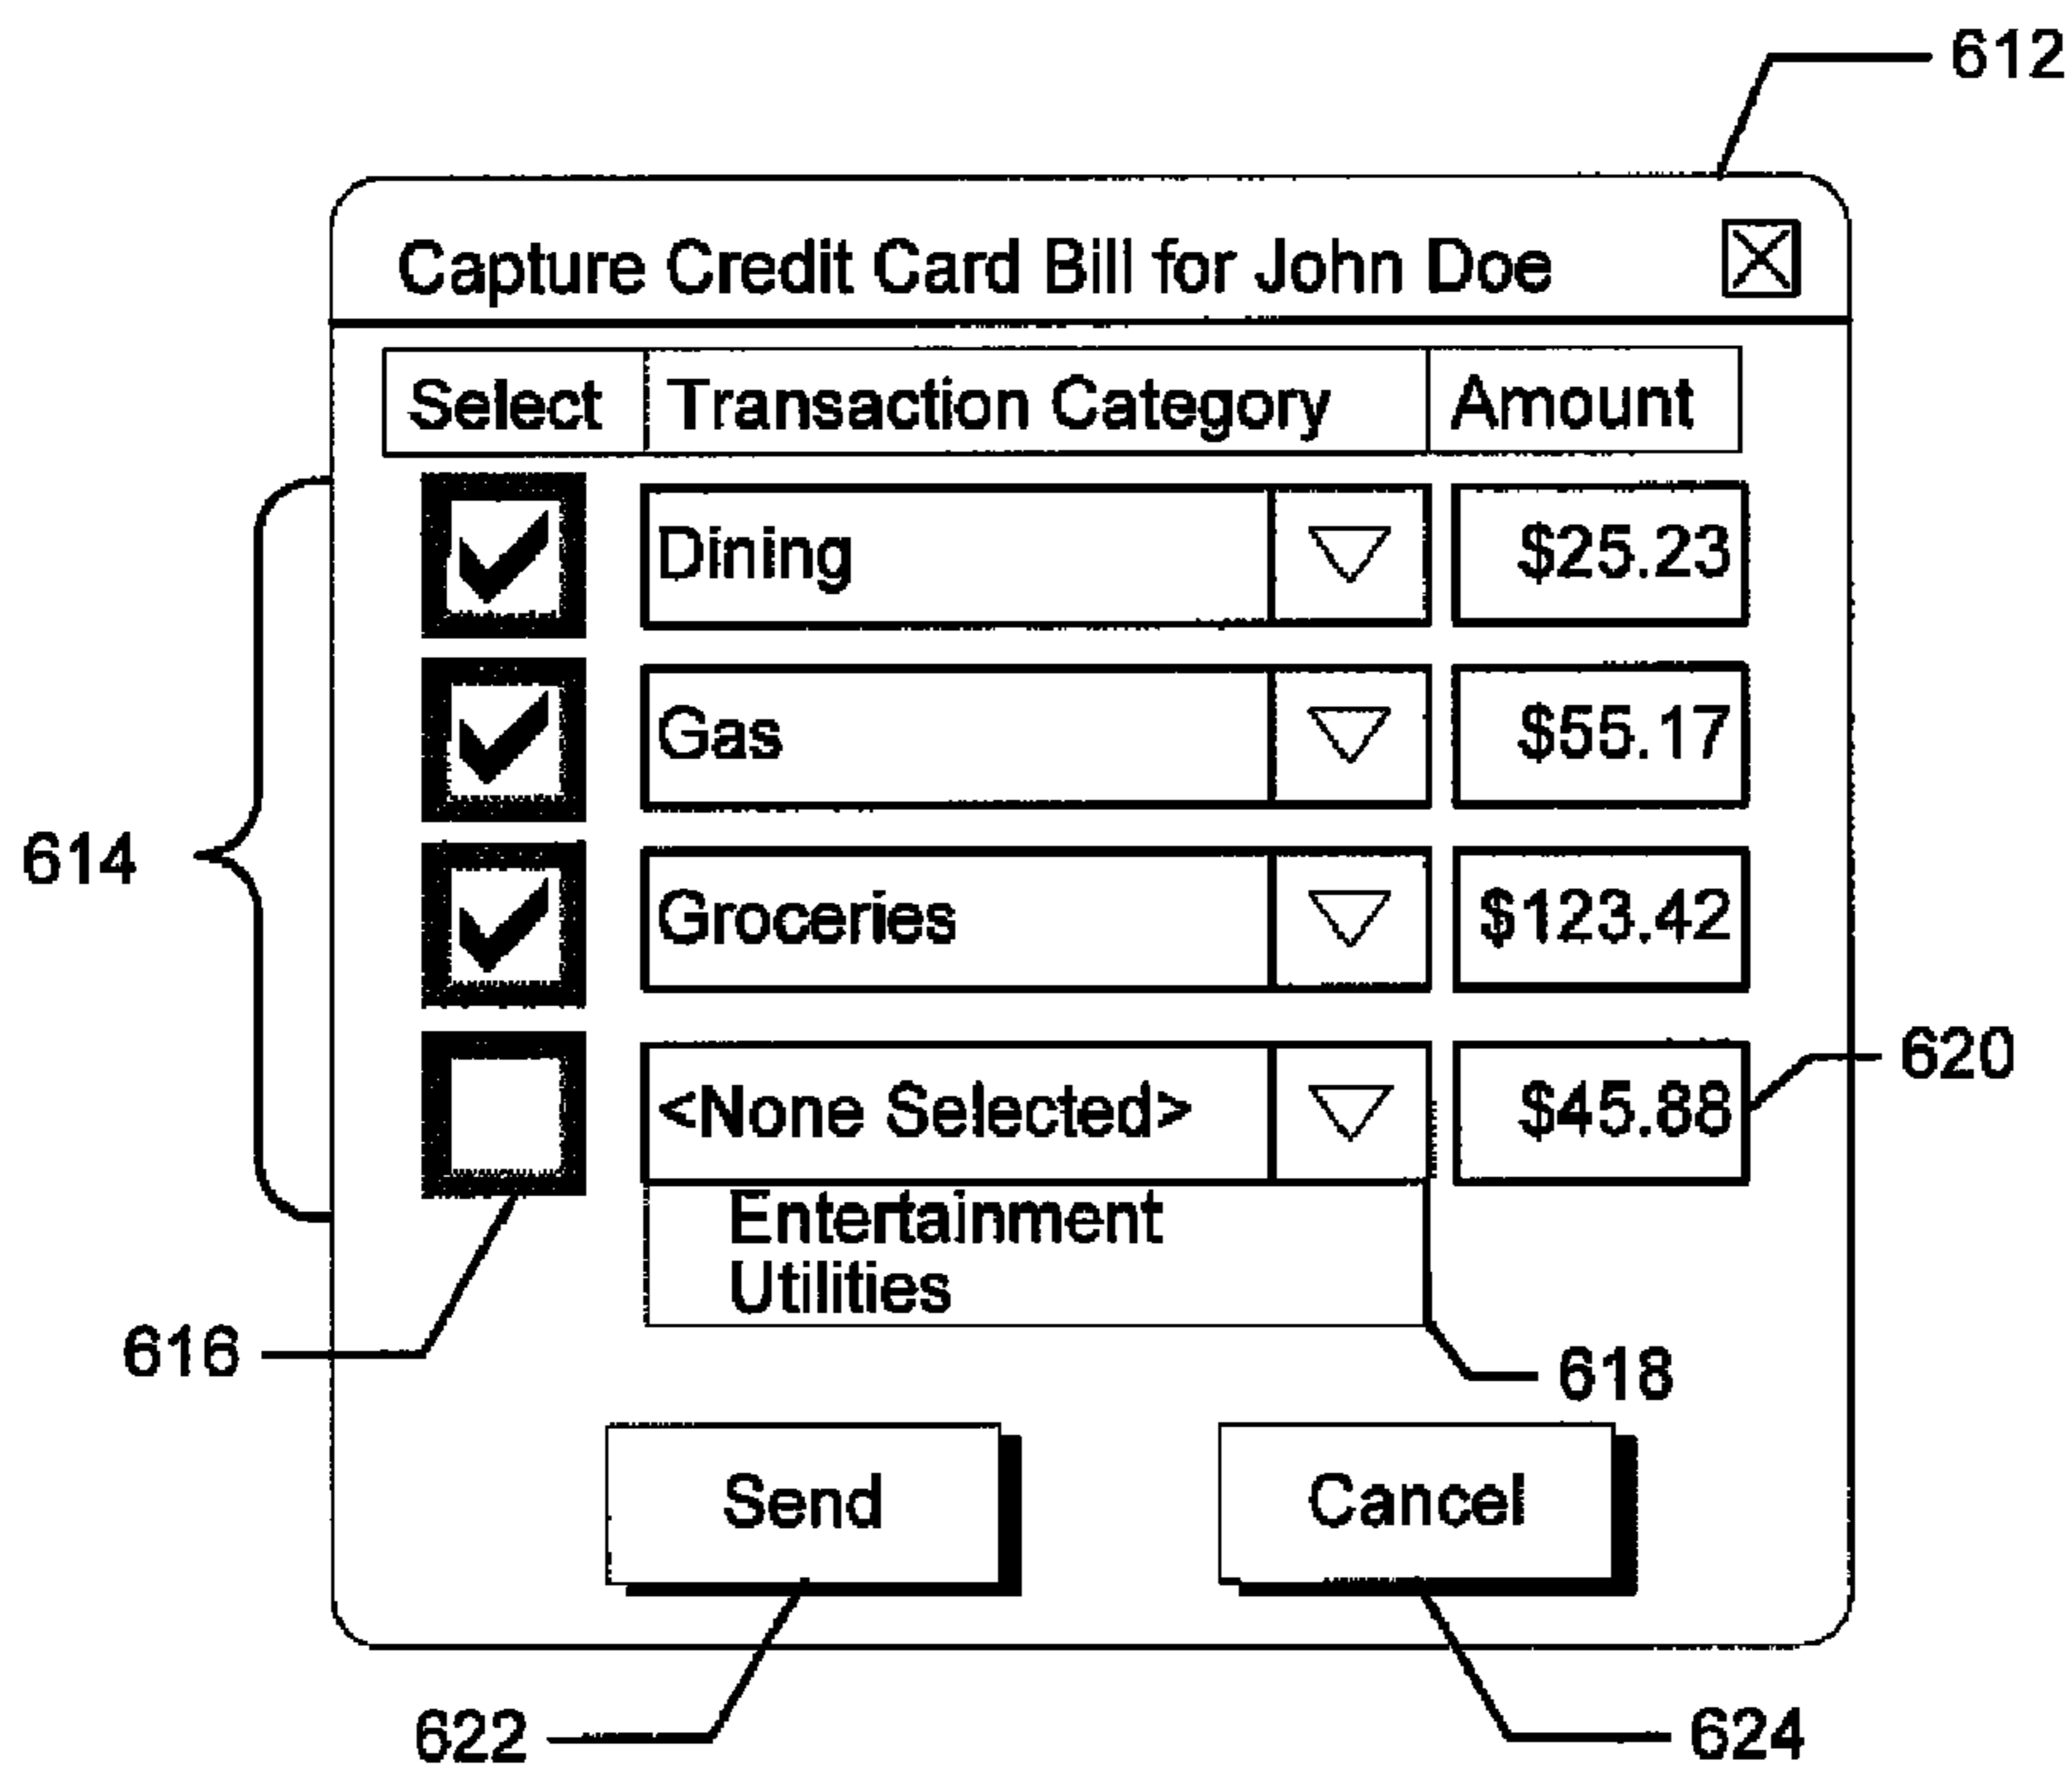 612
Capture Credit Card Bill for John Doe
Select Transaction Category Amount
Dining $25.23
Gas $55.17
614
Groceries $123.42
<None Selected> $45.88
620
Entertainment
Utilities
616
618
Send Cancel
622
624